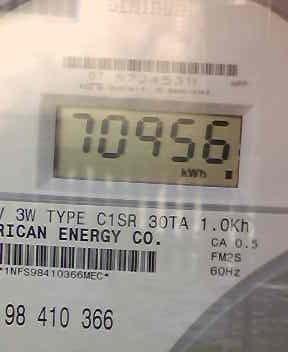 70956
kWh
V 3W TYPE C1SR 30TA 1.0Kh
RICAN ENERGY CO.
CA 0.5
FM2S
60Hz
*1NFS98410366MEC*
98 410 366